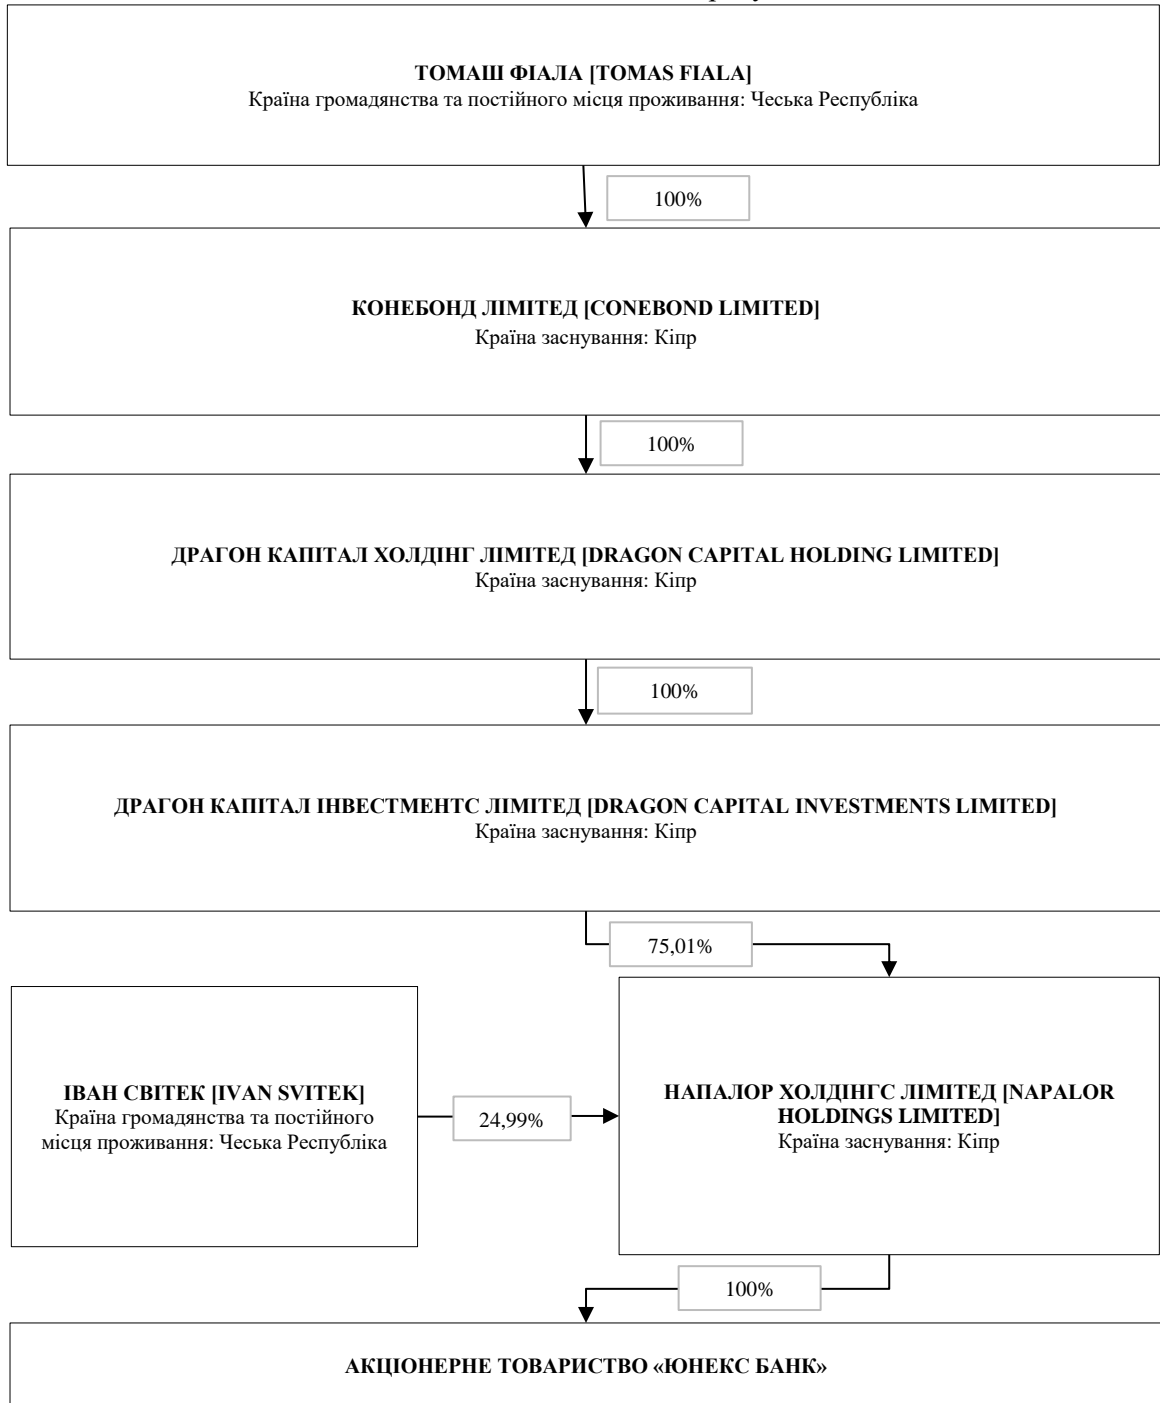 ТОМАШ ФІАЛА [TOMAS FIALA]
Країна громадянства та постійного місця проживання: Чеська Республіка
100%
КОНЕБОНД ЛІМІТЕД [CONEBOND LIMITED]
Країна заснування: Кіпр
100%
ДРАГОН КАПІТАЛ ХОЛДІНГ ЛІМІТЕД [DRAGON CAPITAL HOLDING LIMITED]
Країна заснування: Кіпр
100%
ДРАГОН КАПІТАЛ ІНВЕСТМЕНТС ЛІМІТЕД [DRAGON CAPITAL INVESTMENTS LIMITED]
Країна заснування: Кіпр
75,01%
ІВАН СВІТЕК [IVAN SVITEK]
Країна громадянства та постійного
місця проживання: Чеська Республіка
24,99%
НАПАЛОР ХОЛДІНГС ЛІМІТЕД [NAPALOR
HOLDINGS LIMITED]
Країна заснування: Кіпр
100%
АКЦІОНЕРНЕ ТОВАРИСТВО «ЮНЕКС БАНК»